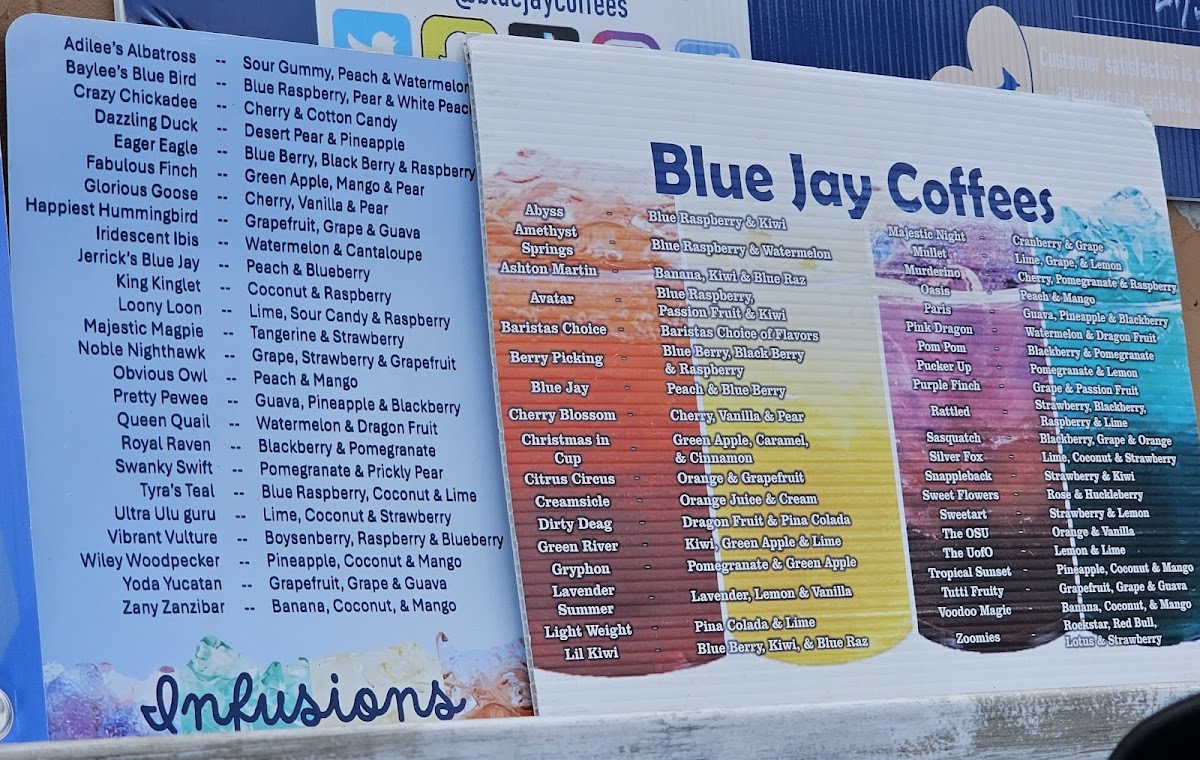 @bluejaycoffees
Customer satisfaction is
Adilee's Albatross -- Sour Gummy, Peach & Watermelon
Baylee's Blue Bird -- Blue Raspberry, Pear & White Peach
Crazy Chickadee -- Cherry & Cotton Candy
Dazzling Duck -- Desert Pear & Pineapple
Eager Eagle -- Blue Berry, Black Berry & Raspberry
Fabulous Finch -- Green Apple, Mango & Pear
Glorious Goose -- Cherry, Vanilla & Pear
Happiest Hummingbird -- Grapefruit, Grape & Guava
Iridescent Ibis -- Watermelon & Cantaloupe
Jerrick's Blue Jay -- Peach & Blueberry
King Kinglet -- Coconut & Raspberry
Loony Loon -- Lime, Sour Candy & Raspberry
Majestic Magpie -- Tangerine & Strawberry
Noble Nighthawk -- Grape, Strawberry & Grapefruit
Obvious Owl -- Peach & Mango
Pretty Pewee -- Guava, Pineapple & Blackberry
Queen Quail -- Watermelon & Dragon Fruit
Royal Raven -- Blackberry & Pomegranate
Swanky Swift -- Pomegranate & Prickly Pear
Tyra's Teal -- Blue Raspberry, Coconut & Lime
Ultra Ulu guru -- Lime, Coconut & Strawberry
Vibrant Vulture -- Boysenberry, Raspberry & Blueberry
Wiley Woodpecker -- Pineapple, Coconut & Mango
Yoda Yucatan -- Grapefruit, Grape & Guava
Zany Zanzibar -- Banana, Coconut, & Mango
Infusions
Blue Jay Coffees
Abyss - Blue Raspberry & Kiwi
Amethyst
Springs - Blue Raspberry & Watermelon
Ashton Martin - Banana, Kiwi & Blue Raz
Avatar - Blue Raspberry,
Passion Fruit & Kiwi
Baristas Choice - Baristas Choice of Flavors
Berry Picking - Blue Berry, Black Berry
& Raspberry
Blue Jay - Peach & Blue Berry
Cherry Blossom - Cherry, Vanilla & Pear
Christmas in
Cup - Green Apple, Caramel,
& Cinnamon
Citrus Circus - Orange & Grapefruit
Creamsicle - Orange Juice & Cream
Dirty Deag - Dragon Fruit & Pina Colada
Green River - Kiwi, Green Apple & Lime
Gryphon - Pomegranate & Green Apple
Lavender
Summer - Lavender, Lemon & Vanilla
Light Weight - Pina Colada & Lime
Lil Kiwi - Blue Berry, Kiwi, & Blue Raz
Majestic Night - Cranberry & Grape
Mullet - Lime, Grape, & Lemon
Murderino - Cherry, Pomegranate & Raspberry
Oasis - Peach & Mango
Paris - Guava, Pineapple & Blackberry
Pink Dragon - Watermelon & Dragon Fruit
Pom Pom - Blackberry & Pomegranate
Pucker Up - Pomegranate & Lemon
Purple Finch - Grape & Passion Fruit
Rattled - Strawberry, Blackberry,
Raspberry & Lime
Sasquatch - Blackberry, Grape & Orange
Silver Fox - Lime, Coconut & Strawberry
Snappleback - Strawberry & Kiwi
Sweet Flowers - Rose & Huckleberry
Sweetart - Strawberry & Lemon
The OSU - Orange & Vanilla
The UofO - Lemon & Lime
Tropical Sunset - Pineapple, Coconut & Mango
Tutti Fruity - Grapefruit, Grape & Guava
Voodoo Magic - Banana, Coconut, & Mango
Zoomies - Rockstar, Red Bull,
Lotus & Strawberry